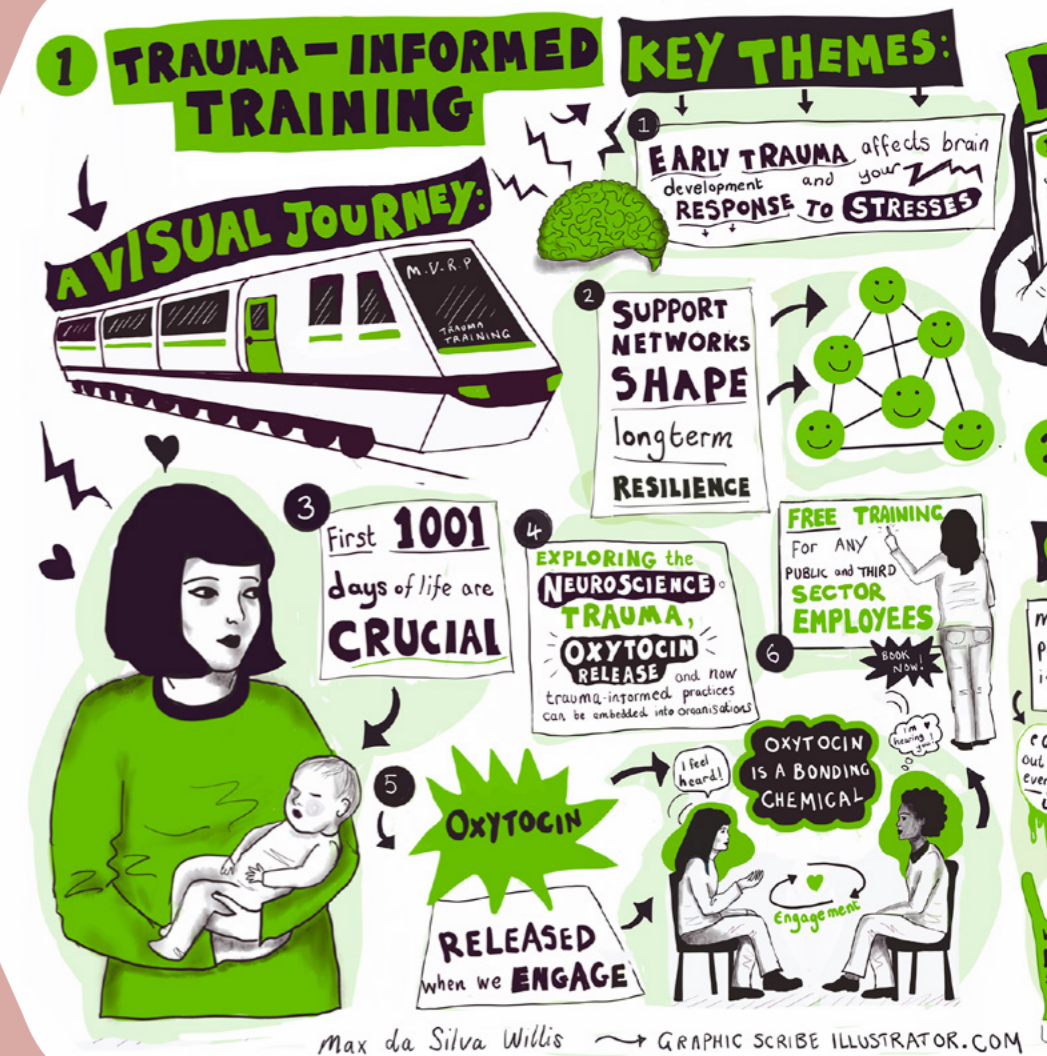 1 TRAUMA-INFORMED
TRAINING
A VISUAL JOURNEY:
M.V.R.P
TRAUMA
TRAINING
KEY THEMES:
1
EARLY TRAUMA affects brain
development and your
RESPONSE TO STRESSES
2
SUPPORT
NETWORKS
SHAPE
longterm
RESILIENCE
3
First 1001
days of life are
CRUCIAL
4
EXPLORING the
NEUROSCIENCE
TRAUMA,
OXYTOCIN
RELEASE and now
trauma-informed practices
can be embedded into organisations
5
OXYTOCIN
RELEASED
when we ENGAGE
I feel
heard!
OXYTOCIN
IS A BONDING
CHEMICAL
I'm
hearing
you!
Engagement
6
FREE TRAINING
FOR ANY
PUBLIC and THIRD
SECTOR
EMPLOYEES
BOOK
NOW!
Max da Silva Willis → GRAPHIC SCRIBE ILLUSTRATOR.COM